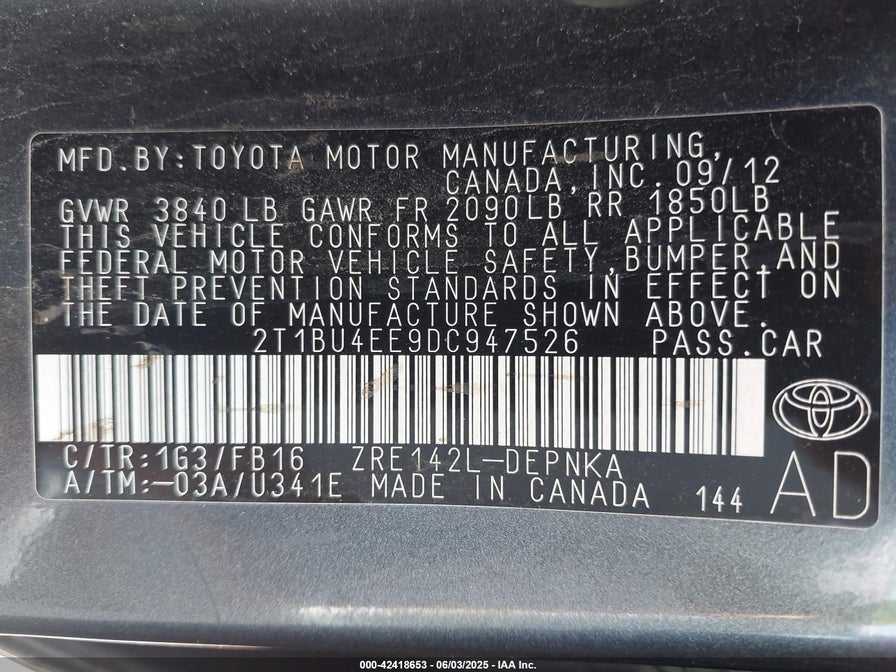 MFD.BY:TOYOTA MOTOR MANUFACTURING,
CANADA,INC.09/12
GVWR 3840 LB GAWR FR 2090LB RR 1850LB
THIS VEHICLE CONFORMS TO ALL APPLICABLE
FEDERAL MOTOR VEHICLE SAFETY,BUMPER,AND
THEFT PREVENTION STANDARDS IN EFFECT ON
THE DATE OF MANUFACTURE SHOWN ABOVE.
2T1BU4EE9DC947526 PASS.CAR
C/TR:1G3/FB16 ZRE142L-DEPNKA
A/TM:-03A/U341E MADE IN CANADA 144 AD
000-42418653 - 06/03/2025 - IAA Inc.